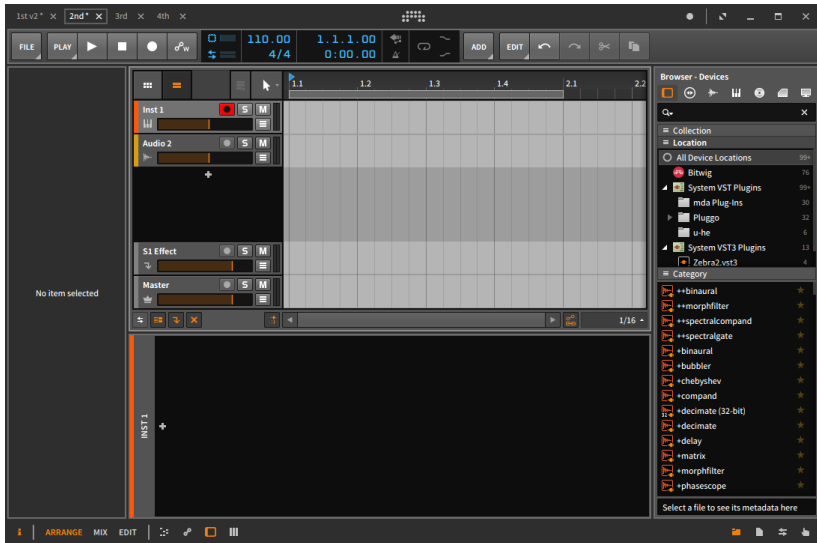 1st v2* × 2nd* × 3rd × 4th ×
FILE PLAY 110.00 4/4 1.1.1.00 0:00.00 ADD EDIT
No item selected
1.1 1.2 1.3 1.4 2.1 2.2
Inst 1 S M
Audio 2 S M
+
S1 Effect S M
Master S M
1/16
INST 1 +
Browser - Devices
Collection
Location
All Device Locations 99+
Bitwig 76
System VST Plugins 99+
mda Plug-Ins 30
Pluggo 32
u-he 6
System VST3 Plugins 13
Zebra2.vst3 4
Category
++binaural
++morphfilter
++spectralcompand
++spectralgate
+binaural
+bubbler
+chebyshev
+compand
+decimate (32-bit)
+decimate
+delay
+matrix
+morphfilter
+phasescope
Select a file to see its metadata here
i ARRANGE MIX EDIT